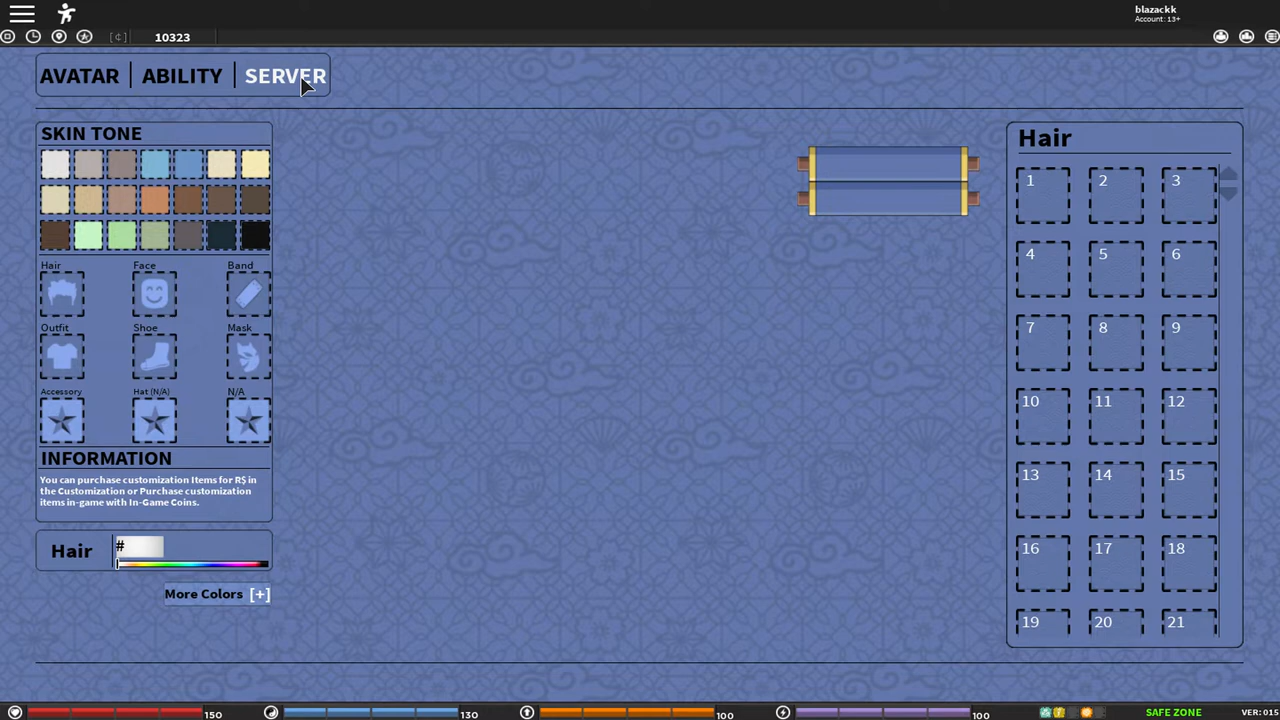 blazackk
Account: 13+
[¢] 10323
AVATAR | ABILITY | SERVER
SKIN TONE
Hair Face Band
Outfit Shoe Mask
Accessory Hat (N/A) N/A
INFORMATION
You can purchase customization Items for R$ in
the Customization or Purchase customization
items in-game with In-Game Coins.
Hair #
More Colors [+]
Hair
1 2 3
4 5 6
7 8 9
10 11 12
13 14 15
16 17 18
19 20 21
150 130 100 100 SAFE ZONE VER: 015